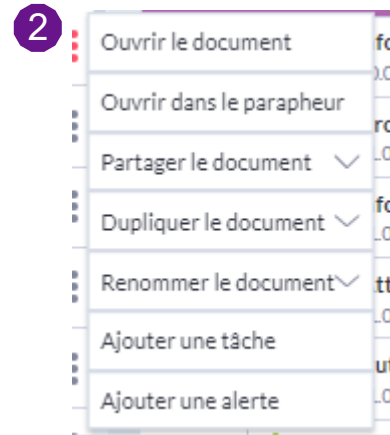 2
Ouvrir le document
Ouvrir dans le parapheur
Partager le document
Dupliquer le document
Renommer le document
Ajouter une tâche
Ajouter une alerte